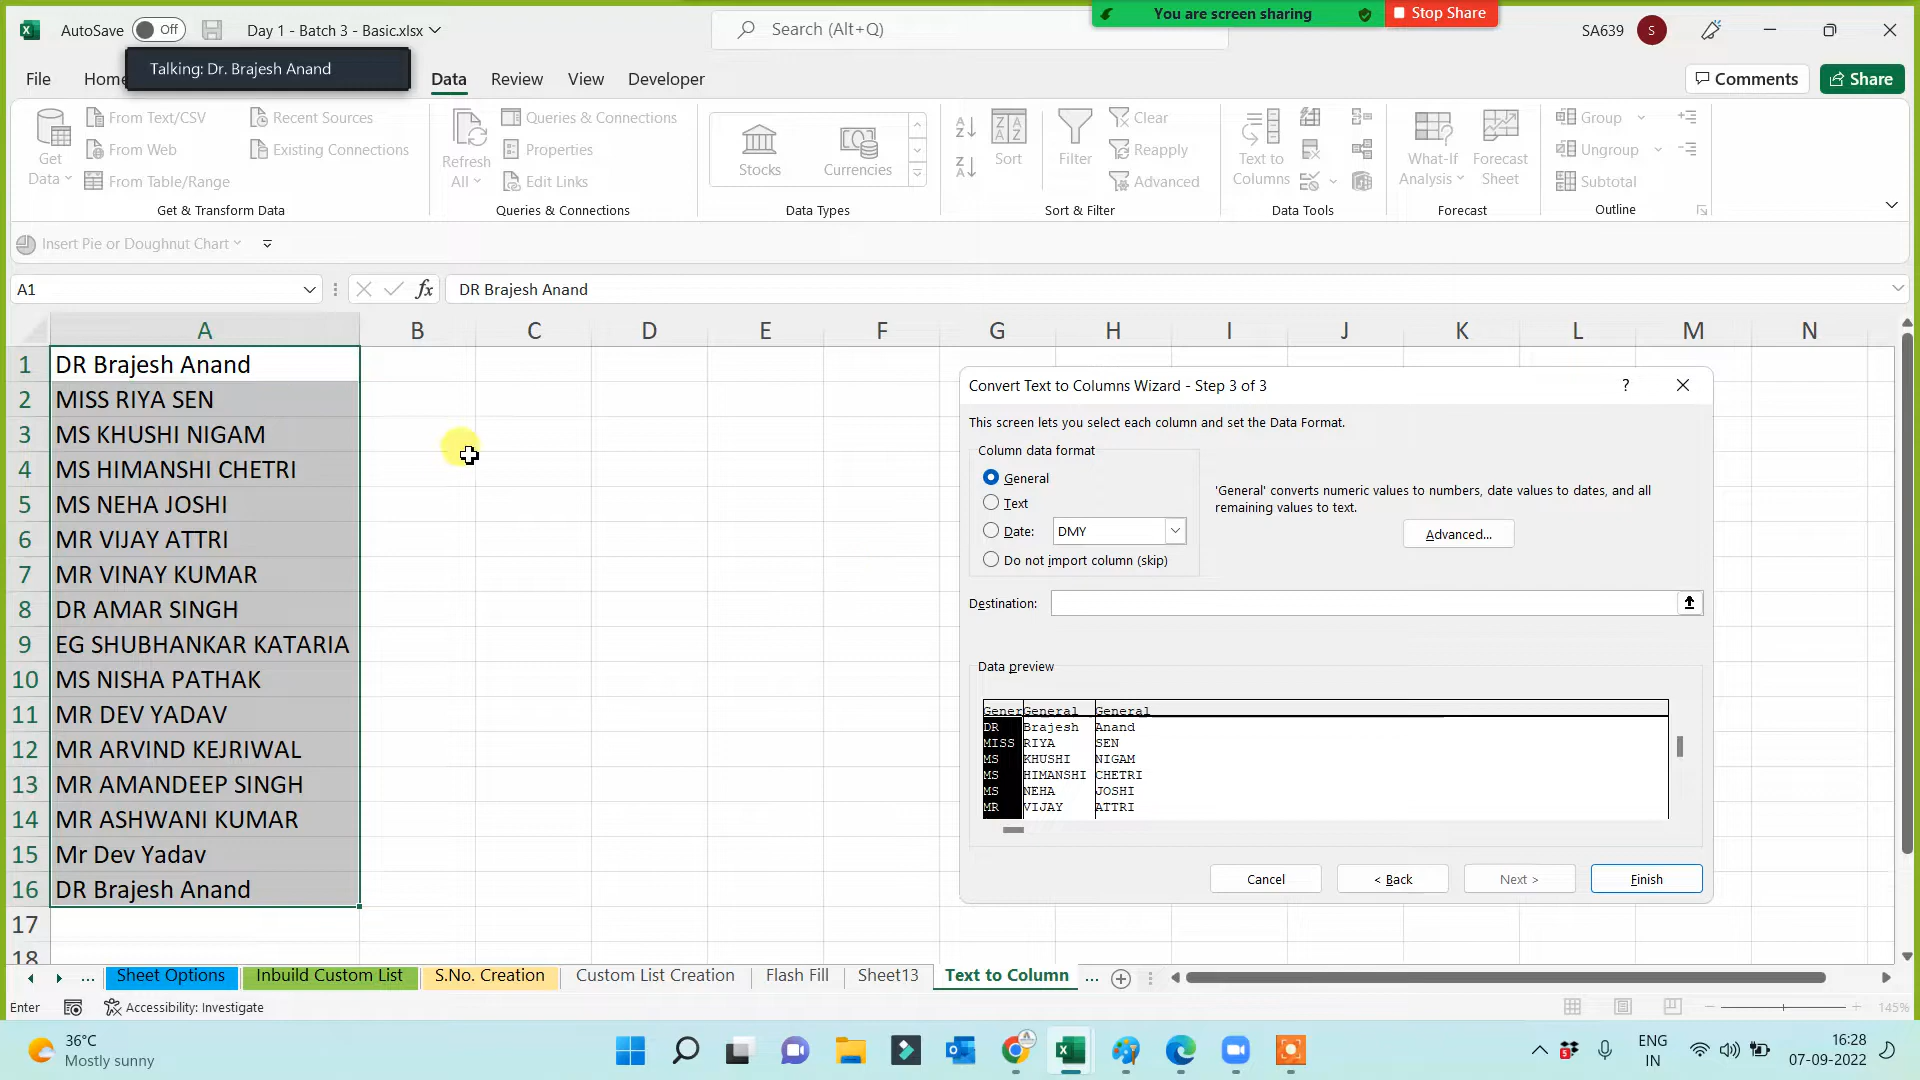 You are screen sharing
Stop Share
AutoSave Off
Day 1 - Batch 3 - Basic.xlsx
Search (Alt+Q)
SA639
S
Talking: Dr. Brajesh Anand
File
Data
Review
View
Developer
Comments
Share
Get Data
From Text/CSV
From Web
From Table/Range
Recent Sources
Existing Connections
Get & Transform Data
Refresh All
Queries & Connections
Properties
Edit Links
Queries & Connections
Stocks
Currencies
Data Types
Sort
Filter
Clear
Reapply
Advanced
Sort & Filter
Text to Columns
Data Tools
What-If Analysis
Forecast Sheet
Forecast
Group
Ungroup
Subtotal
Outline
Insert Pie or Doughnut Chart
A1
fx
DR Brajesh Anand
A B C D E F G H I J K L M N
1 DR Brajesh Anand
2 MISS RIYA SEN
3 MS KHUSHI NIGAM
4 MS HIMANSHI CHETRI
5 MS NEHA JOSHI
6 MR VIJAY ATTRI
7 MR VINAY KUMAR
8 DR AMAR SINGH
9 EG SHUBHANKAR KATARIA
10 MS NISHA PATHAK
11 MR DEV YADAV
12 MR ARVIND KEJRIWAL
13 MR AMANDEEP SINGH
14 MR ASHWANI KUMAR
15 Mr Dev Yadav
16 DR Brajesh Anand
17
18
Convert Text to Columns Wizard - Step 3 of 3
?
This screen lets you select each column and set the Data Format.
Column data format
General
Text
Date: DMY
Do not import column (skip)
'General' converts numeric values to numbers, date values to dates, and all
remaining values to text.
Advanced...
Destination:
Data preview
Gener General General
DR Brajesh Anand
MISS RIYA SEN
MS KHUSHI NIGAM
MS HIMANSHI CHETRI
MS NEHA JOSHI
MR VIJAY ATTRI
Cancel
< Back
Next >
Finish
...
Sheet Options
Inbuild Custom List
S.No. Creation
Custom List Creation
Flash Fill
Sheet13
Text to Column
...
Enter
Accessibility: Investigate
145%
36°C
Mostly sunny
ENG
IN
16:28
07-09-2022